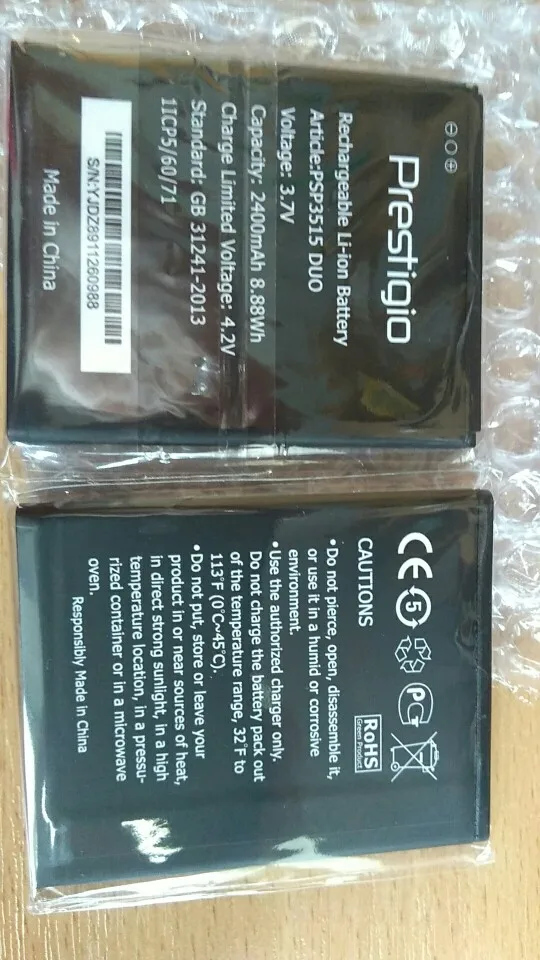 Prestigio
Rechargeable Li-ion Battery
Article:PSP3515 DUO
Voltage: 3.7V
Capacity: 2400mAh 8.88Wh
Charge Limited Voltage: 4.2V
Standard: GB 31241-2013
1ICP5/60/71
S/N:YJDZ8911260988
Made in China
CE 5 PC
RoHS
Green Product
CAUTIONS
•Do not pierce, open, disassemble it,
or use it in a humid or corrosive
environment.
•Use the authorized charger only.
Do not charge the battery pack out
of the temperature range, 32°F to
113°F (0°C~45°C).
•Do not put, store or leave your
product in or near sources of heat,
in direct strong sunlight, in a high
temperature location, in a pressu-
rized container or in a microwave
oven.
Responsibly Made in China